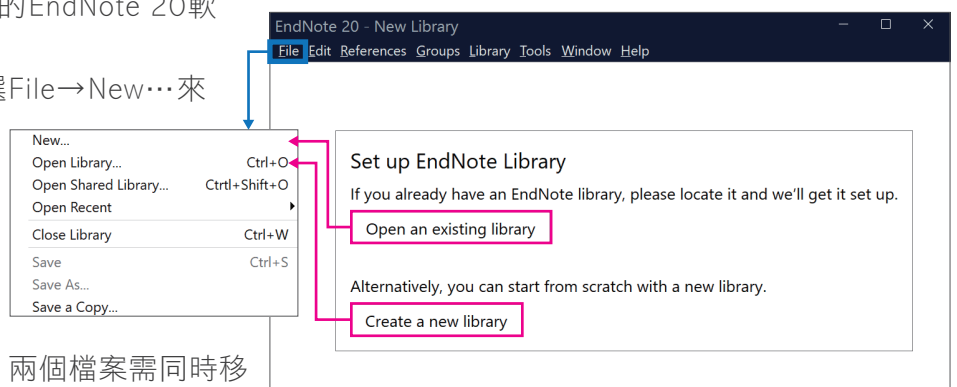 的EndNote 20軟
EndNote 20 - New Library
File Edit References Groups Library Tools Window Help
選File→New…來
New...
Open Library... Ctrl+O
Open Shared Library... Ctrtl+Shift+O
Open Recent
Close Library Ctrl+W
Save Ctrl+S
Save As...
Save a Copy...
Set up EndNote Library
If you already have an EndNote library, please locate it and we'll get it set up.
Open an existing library
Alternatively, you can start from scratch with a new library.
Create a new library
兩個檔案需同時移